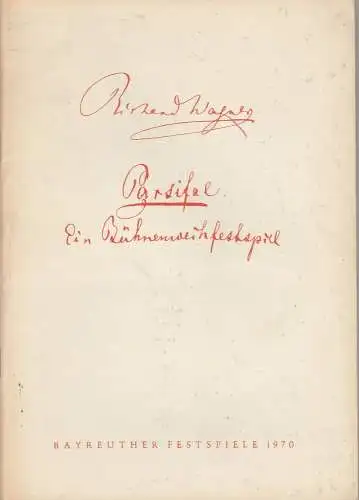 Richard Wagner
Parsifal.
Ein Bühnenweihfestspiel
BAYREUTHER FESTSPIELE 1970